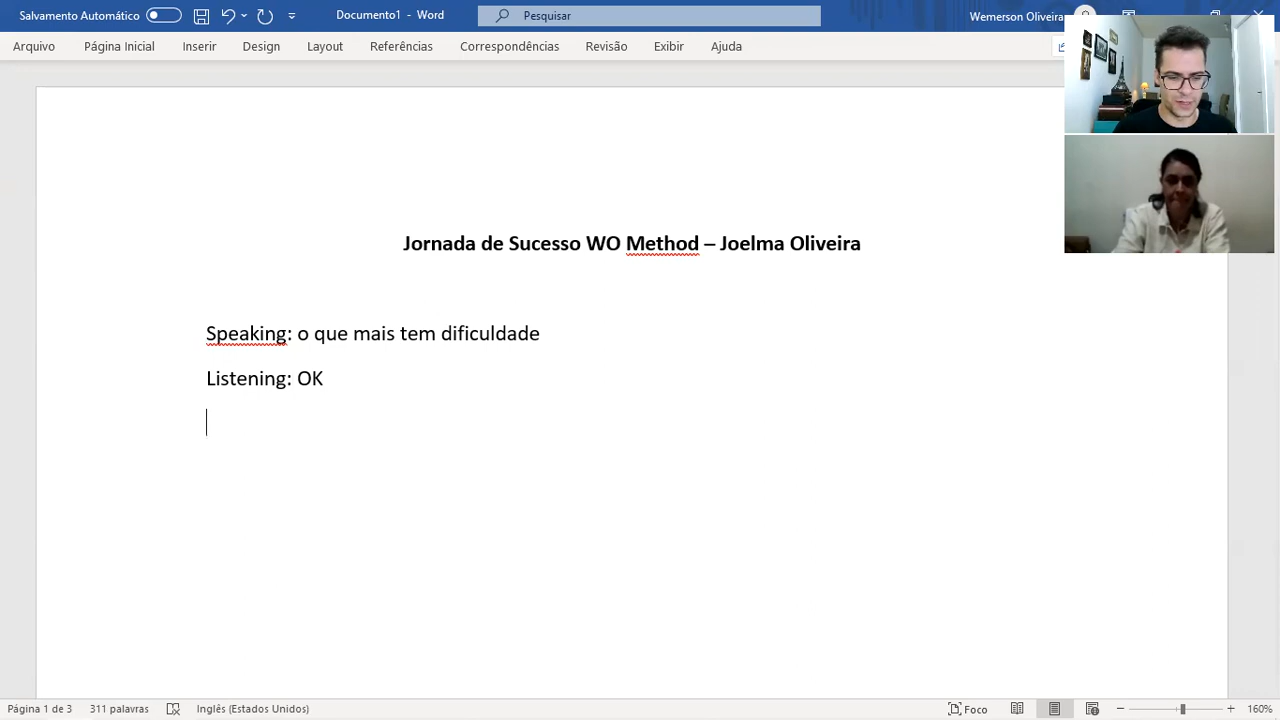 Salvamento Automático
Documento1 - Word
Pesquisar
Wemerson Oliveira
Arquivo Página Inicial Inserir Design Layout Referências Correspondências Revisão Exibir Ajuda
Jornada de Sucesso WO Method – Joelma Oliveira
Speaking: o que mais tem dificuldade
Listening: OK
Página 1 de 3 311 palavras Inglês (Estados Unidos) Foco 160%